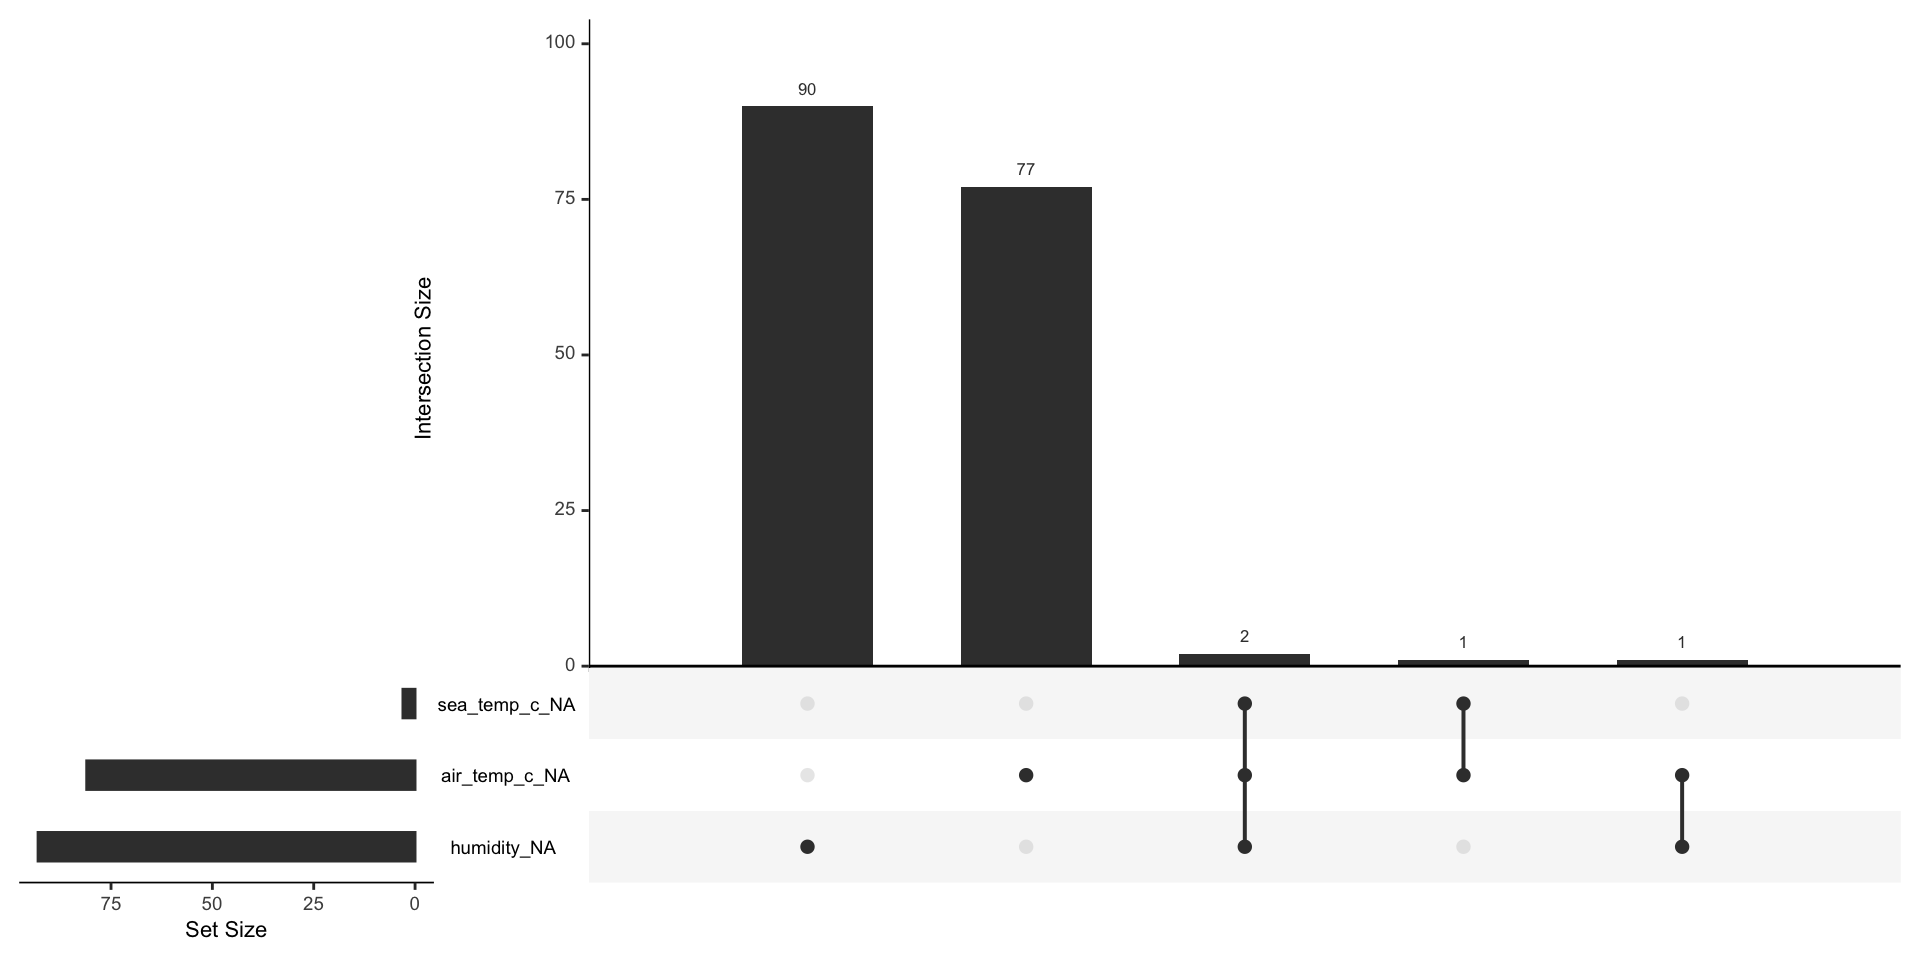 100
90
77
75
Intersection Size
50
25
2
1
1
0
sea_temp_c_NA
air_temp_c_NA
humidity_NA
75 50 25 0
Set Size